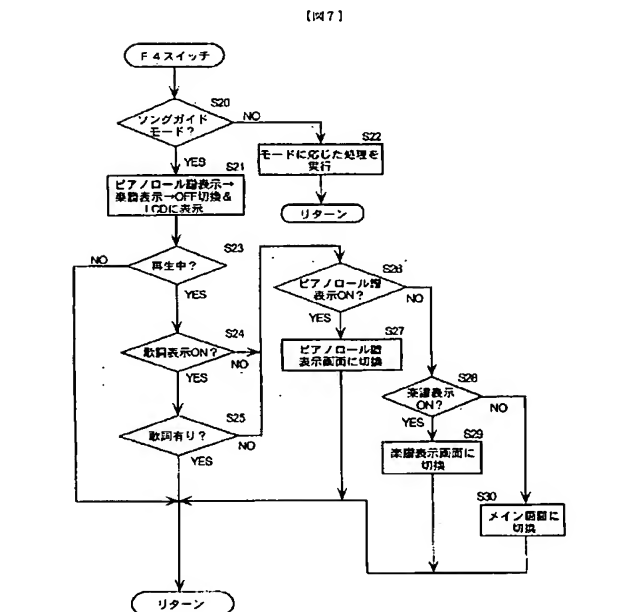 【図7】
F4スイッチ
S20
ソングガイド
モード?
NO
S22
YES
S21
モードに応じた処理を
実行
ピアノロール譜表示→
楽譜表示→OFF切換&
LCDに表示
リターン
S23
NO
再生中?
S26
ピアノロール譜
表示ON?
YES
NO
YES
S24
S27
歌詞表示ON?
ピアノロール譜
表示画面に切換
NO
YES
S28
楽譜表示
ON?
S25
歌詞有り?
YES
NO
NO
S29
YES
楽譜表示画面に
切換
S30
メイン画面に
切換
リターン